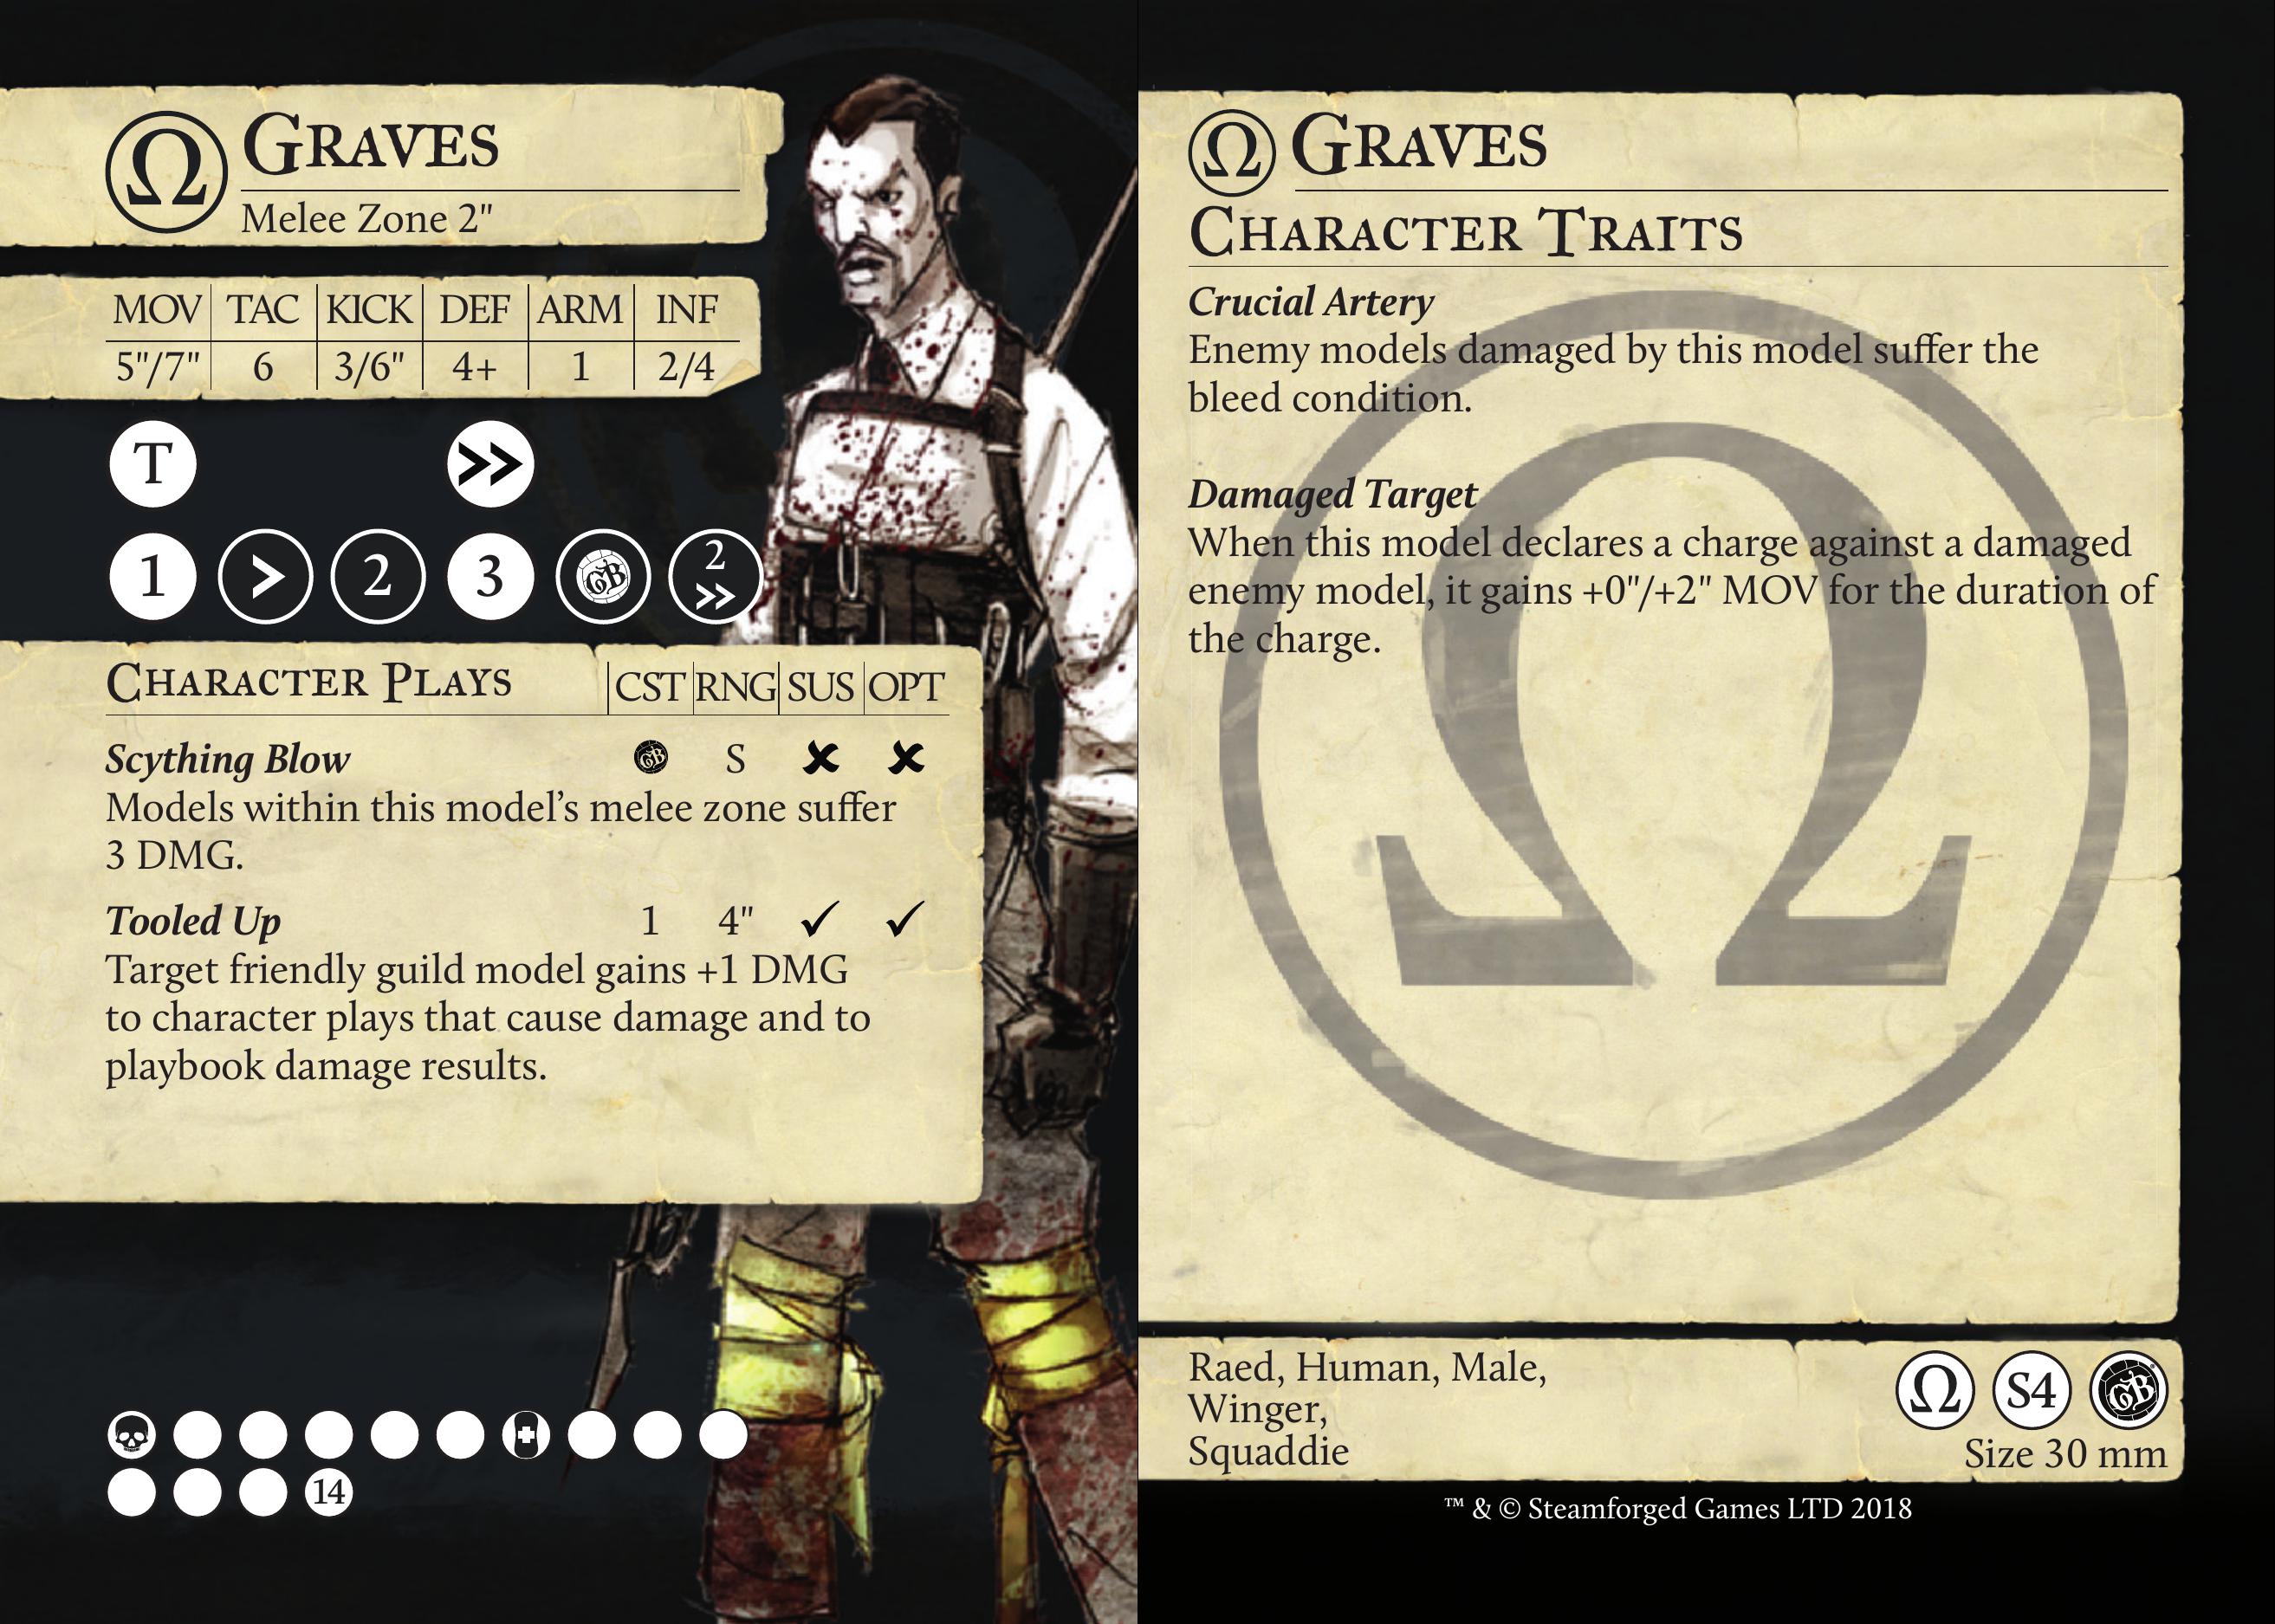 Ω GRAVES
Melee Zone 2"
MOV TAC KICK DEF ARM INF
5"/7" 6 3/6" 4+ 1 2/4
T >>
1 > 2 3 GB 2 >>
CHARACTER PLAYS CST RNG SUS OPT
Scything Blow GB S ✘ ✘
Models within this model’s melee zone suffer
3 DMG.
Tooled Up 1 4" ✓ ✓
Target friendly guild model gains +1 DMG
to character plays that cause damage and to
playbook damage results.
14
Ω GRAVES
CHARACTER TRAITS
Crucial Artery
Enemy models damaged by this model suffer the
bleed condition.
Damaged Target
When this model declares a charge against a damaged
enemy model, it gains +0"/+2" MOV for the duration of
the charge.
Ω
Raed, Human, Male,
Winger,
Squaddie
Ω S4 GB
Size 30 mm
™ & © Steamforged Games LTD 2018